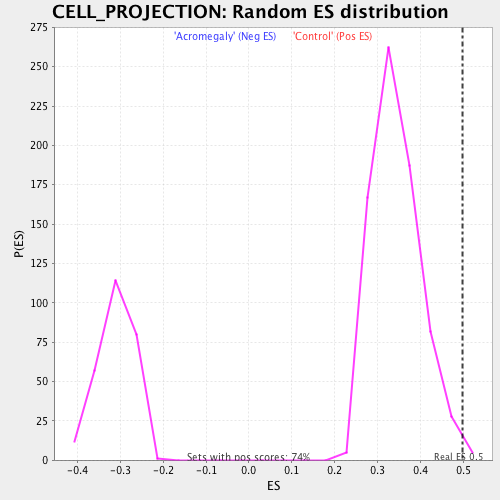 CELL_PROJECTION: Random ES distribution
'Acromegaly' (Neg ES) 'Control' (Pos ES)
275
250
225
200
175
150
125
100
75
50
25
0
P(ES)
Sets with pos scores: 74%
Real ES 0.5
-0.4 -0.3 -0.2 -0.1 0.0 0.1 0.2 0.3 0.4 0.5
ES